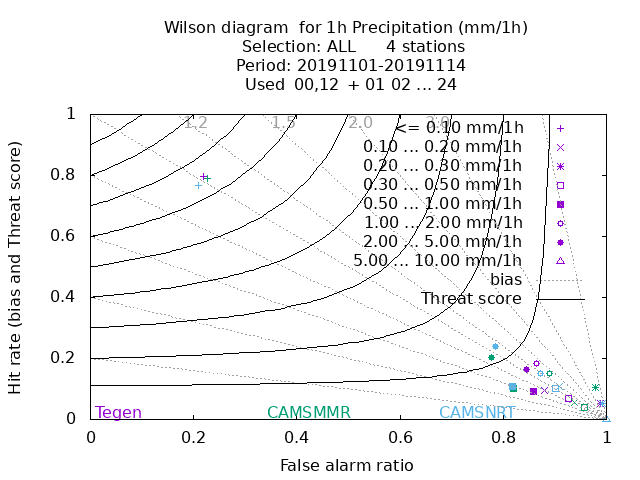 Wilson diagram  for 1h Precipitation (mm/1h)
Selection: ALL      4 stations
Period: 20191101-20191114
Used  00,12  + 01 02 ... 24
Hit rate (bias and Threat score)
1
0.8
0.6
0.4
0.2
0
1.2
1.5
2.0
<= 0.10 mm/1h
0.10 ... 0.20 mm/1h
0.20 ... 0.30 mm/1h
0.30 ... 0.50 mm/1h
0.50 ... 1.00 mm/1h
1.00 ... 2.00 mm/1h
2.00 ... 5.00 mm/1h
5.00 ... 10.00 mm/1h
bias
Threat score
Tegen
CAMSMMR
CAMSNRT
0
0.2
0.4
0.6
0.8
1
False alarm ratio